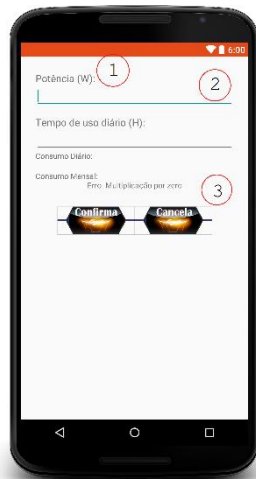 6:00
1
Potência (W):
2
Tempo de uso diário (H):
Consumo Diário:
Consumo Mensal:
Erro. Multiplicação por zero
3
Confirma Cancela